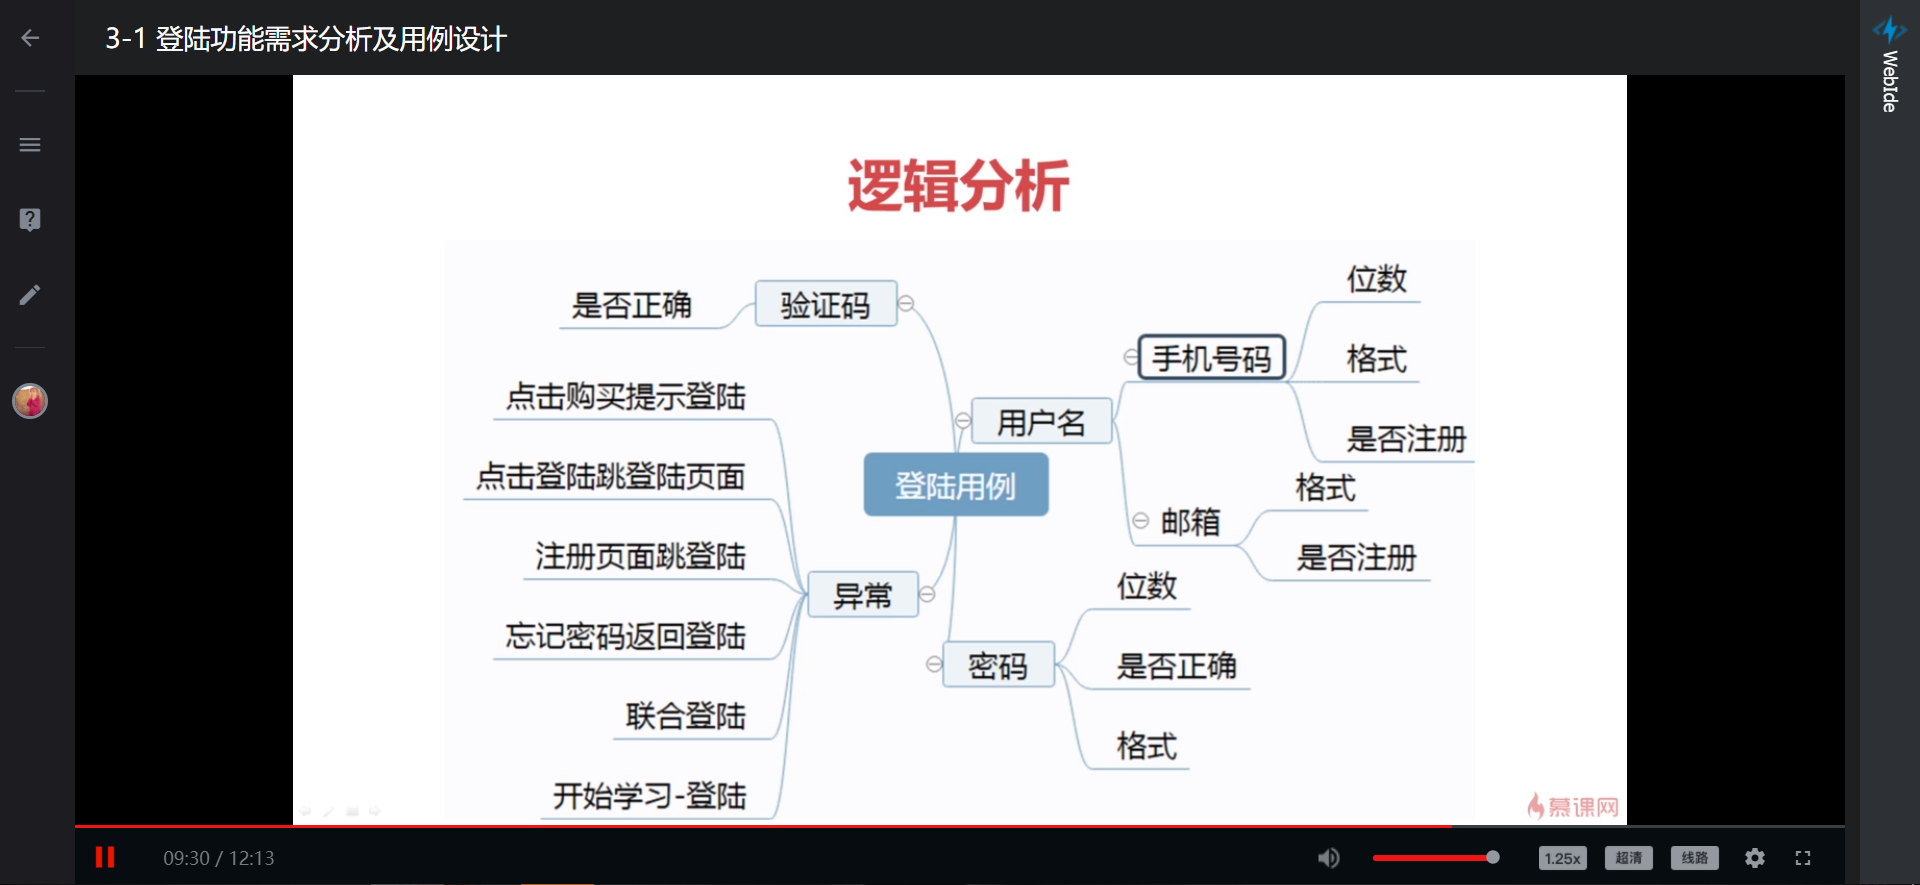 3-1 登陆功能需求分析及用例设计
WebIde
逻辑分析
验证码
是否正确
点击购买提示登陆
点击登陆跳登陆页面
注册页面跳登陆
忘记密码返回登陆
联合登陆
开始学习-登陆
异常
登陆用例
用户名
手机号码
位数
格式
是否注册
邮箱
格式
是否注册
密码
位数
是否正确
格式
慕课网
09:30 / 12:13
1.25x
超清
线路